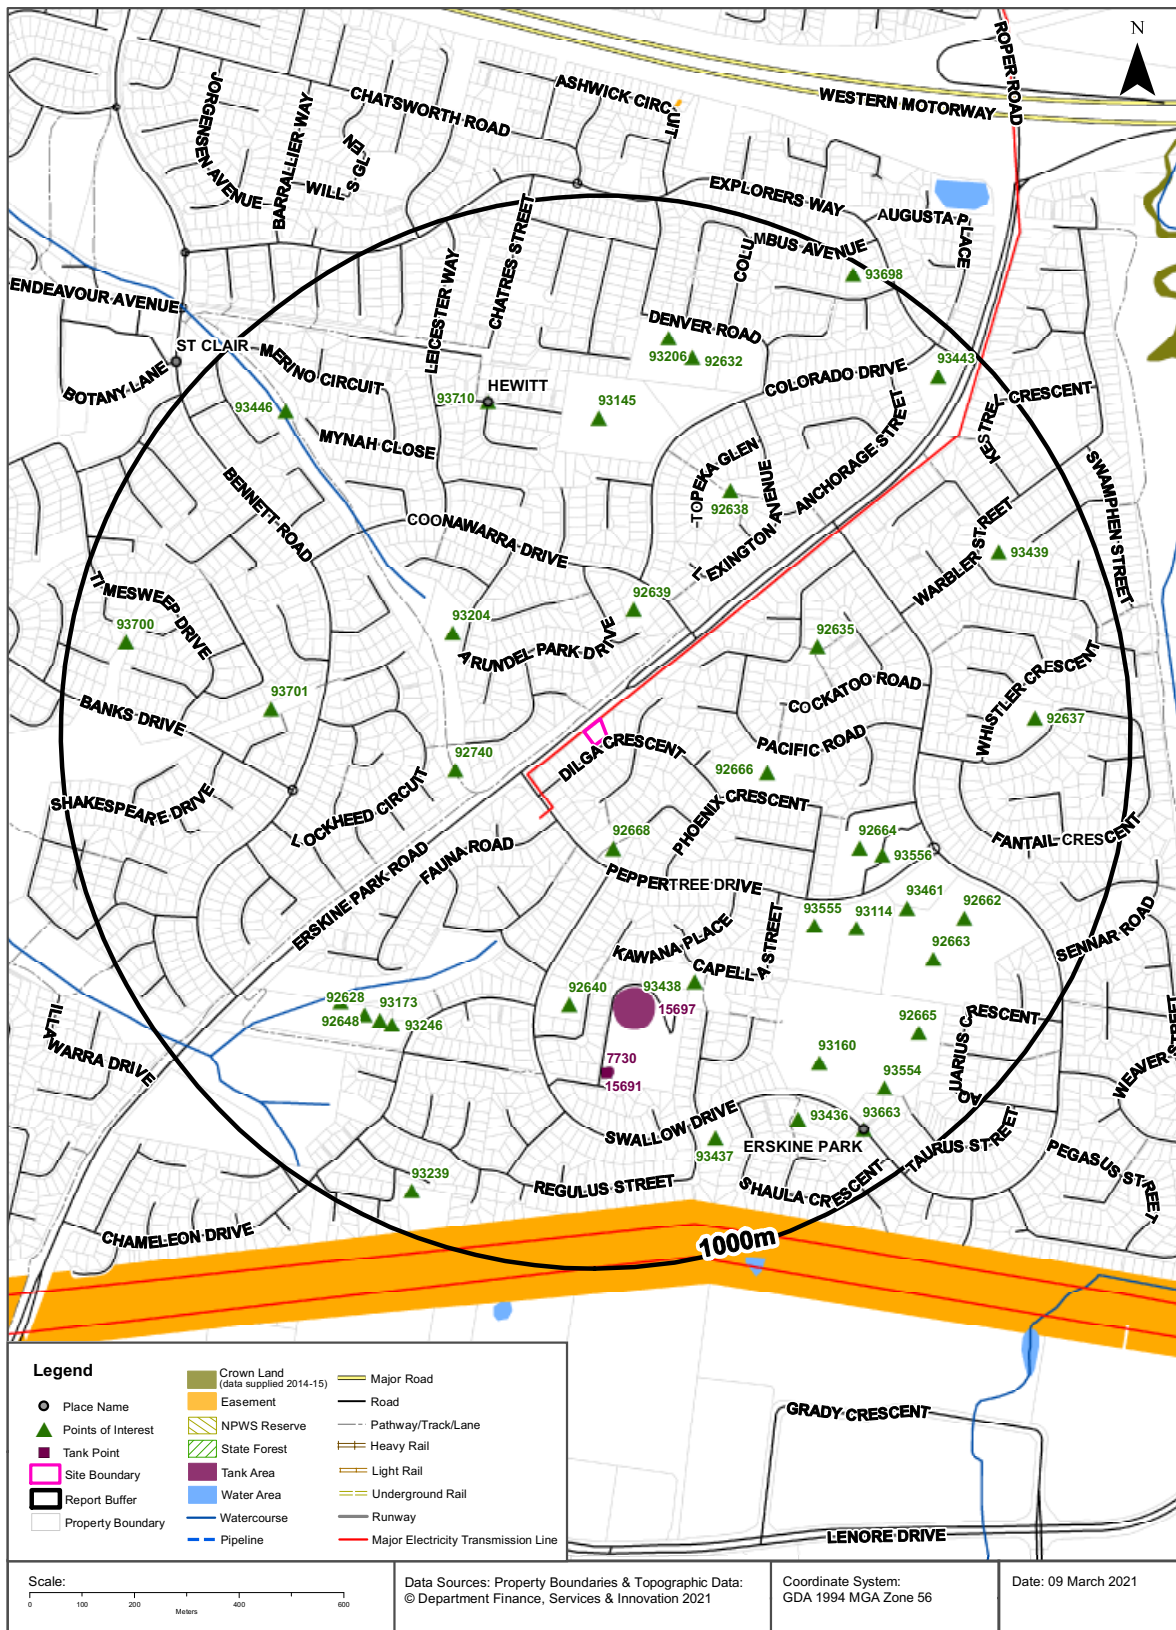 N
ROPER ROAD
WESTERN MOTORWAY
ASHWICK CIRCUIT
CHATSWORTH ROAD
JORGENSEN AVENUE
BARRALLIER WAY
WILLS GLEN
EXPLORERS WAY
AUGUSTA PLACE
COLUMBUS AVENUE
93698
CHATRES STREET
LEICESTER WAY
ENDEAVOUR AVENUE
ST CLAIR
DENVER ROAD
93206
92632
93443
BOTANY LANE
MERINO CIRCUIT
HEWITT
COLORADO DRIVE
KESTREL CRESCENT
93446
93710
93145
ANCHORAGE STREET
MYNAH CLOSE
TOPEKA GLEN
92638
LEXINGTON AVENUE
SWAMPHEN STREET
BENNETT ROAD
COONAWARRA DRIVE
WARBLER STREET
93439
TIMESWEEP DRIVE
93700
92639
93204
ARUNDEL PARK DRIVE
92635
WHISTLER CRESCENT
COCKATOO ROAD
93701
BANKS DRIVE
92637
PACIFIC ROAD
DILGA CRESCENT
92740
92666
SHAKESPEARE DRIVE
LOCKHEED CIRCUIT
PHOENIX CRESCENT
ERSKINE PARK ROAD
FAUNA ROAD
92668
92664
93556
FANTAIL CRESCENT
PEPPERTREE DRIVE
93461
92662
93555
93114
92663
SENNAR ROAD
KAWANA PLACE
CAPELLA STREET
92640
93438
15697
92628
93173
92648
93246
92665
AQUARIUS CRESCENT
ILLAWARRA DRIVE
7730
15691
93160
93554
WEAVER STREET
SWALLOW DRIVE
93436
93663
93437
ERSKINE PARK
TAURUS STREET
PEGASUS STREET
93239
REGULUS STREET
SHAULA CRESCENT
CHAMELEON DRIVE
1000m
GRADY CRESCENT
LENORE DRIVE
Legend
Place Name
Points of Interest
Tank Point
Site Boundary
Report Buffer
Property Boundary
Crown Land
(data supplied 2014-15)
Easement
NPWS Reserve
State Forest
Tank Area
Water Area
Watercourse
Pipeline
Major Road
Road
Pathway/Track/Lane
Heavy Rail
Light Rail
Underground Rail
Runway
Major Electricity Transmission Line
Scale:
0 100 200 400 600
Meters
Data Sources: Property Boundaries & Topographic Data:
© Department Finance, Services & Innovation 2021
Coordinate System:
GDA 1994 MGA Zone 56
Date: 09 March 2021